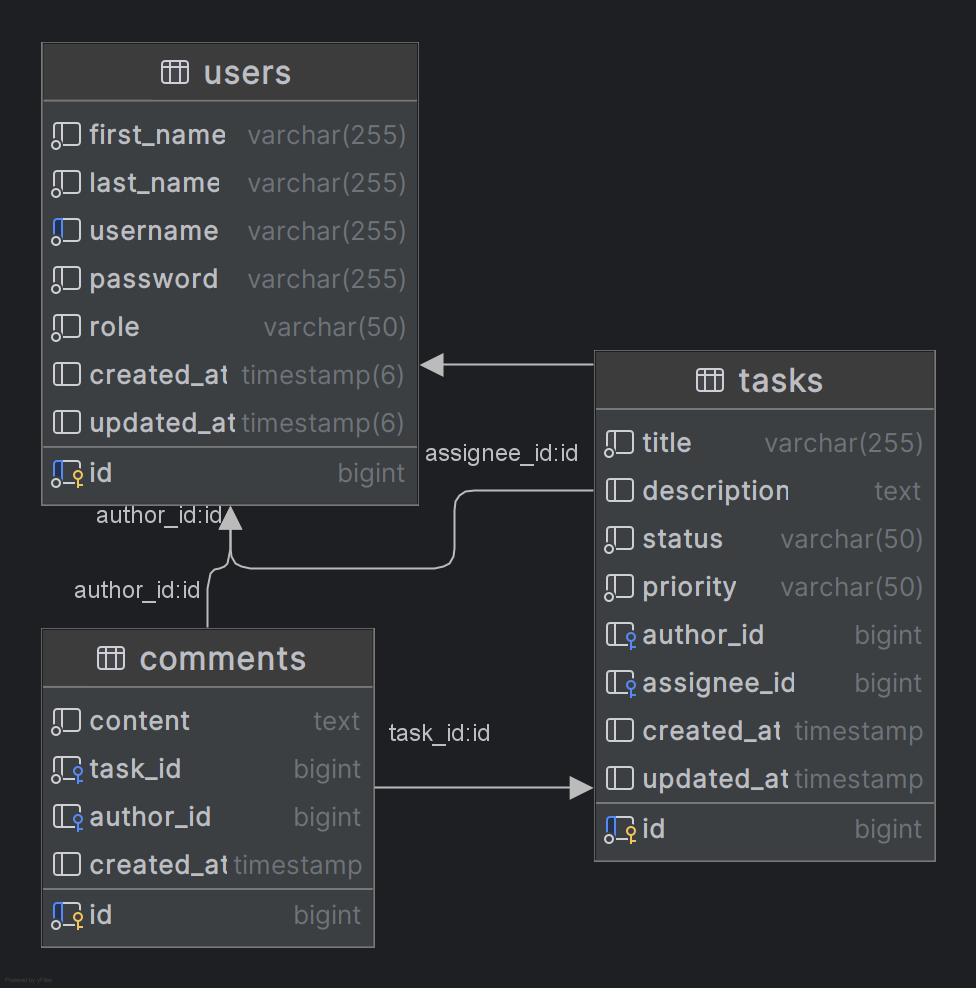 users
first_name varchar(255)
last_name varchar(255)
username varchar(255)
password varchar(255)
role varchar(50)
created_at timestamp(6)
updated_at timestamp(6)
id bigint
tasks
title varchar(255)
description text
status varchar(50)
priority varchar(50)
author_id bigint
assignee_id bigint
created_at timestamp
updated_at timestamp
id bigint
assignee_id:id
author_id:id
author_id:id
comments
content text
task_id bigint
author_id bigint
created_at timestamp
id bigint
task_id:id
Powered by yFiles